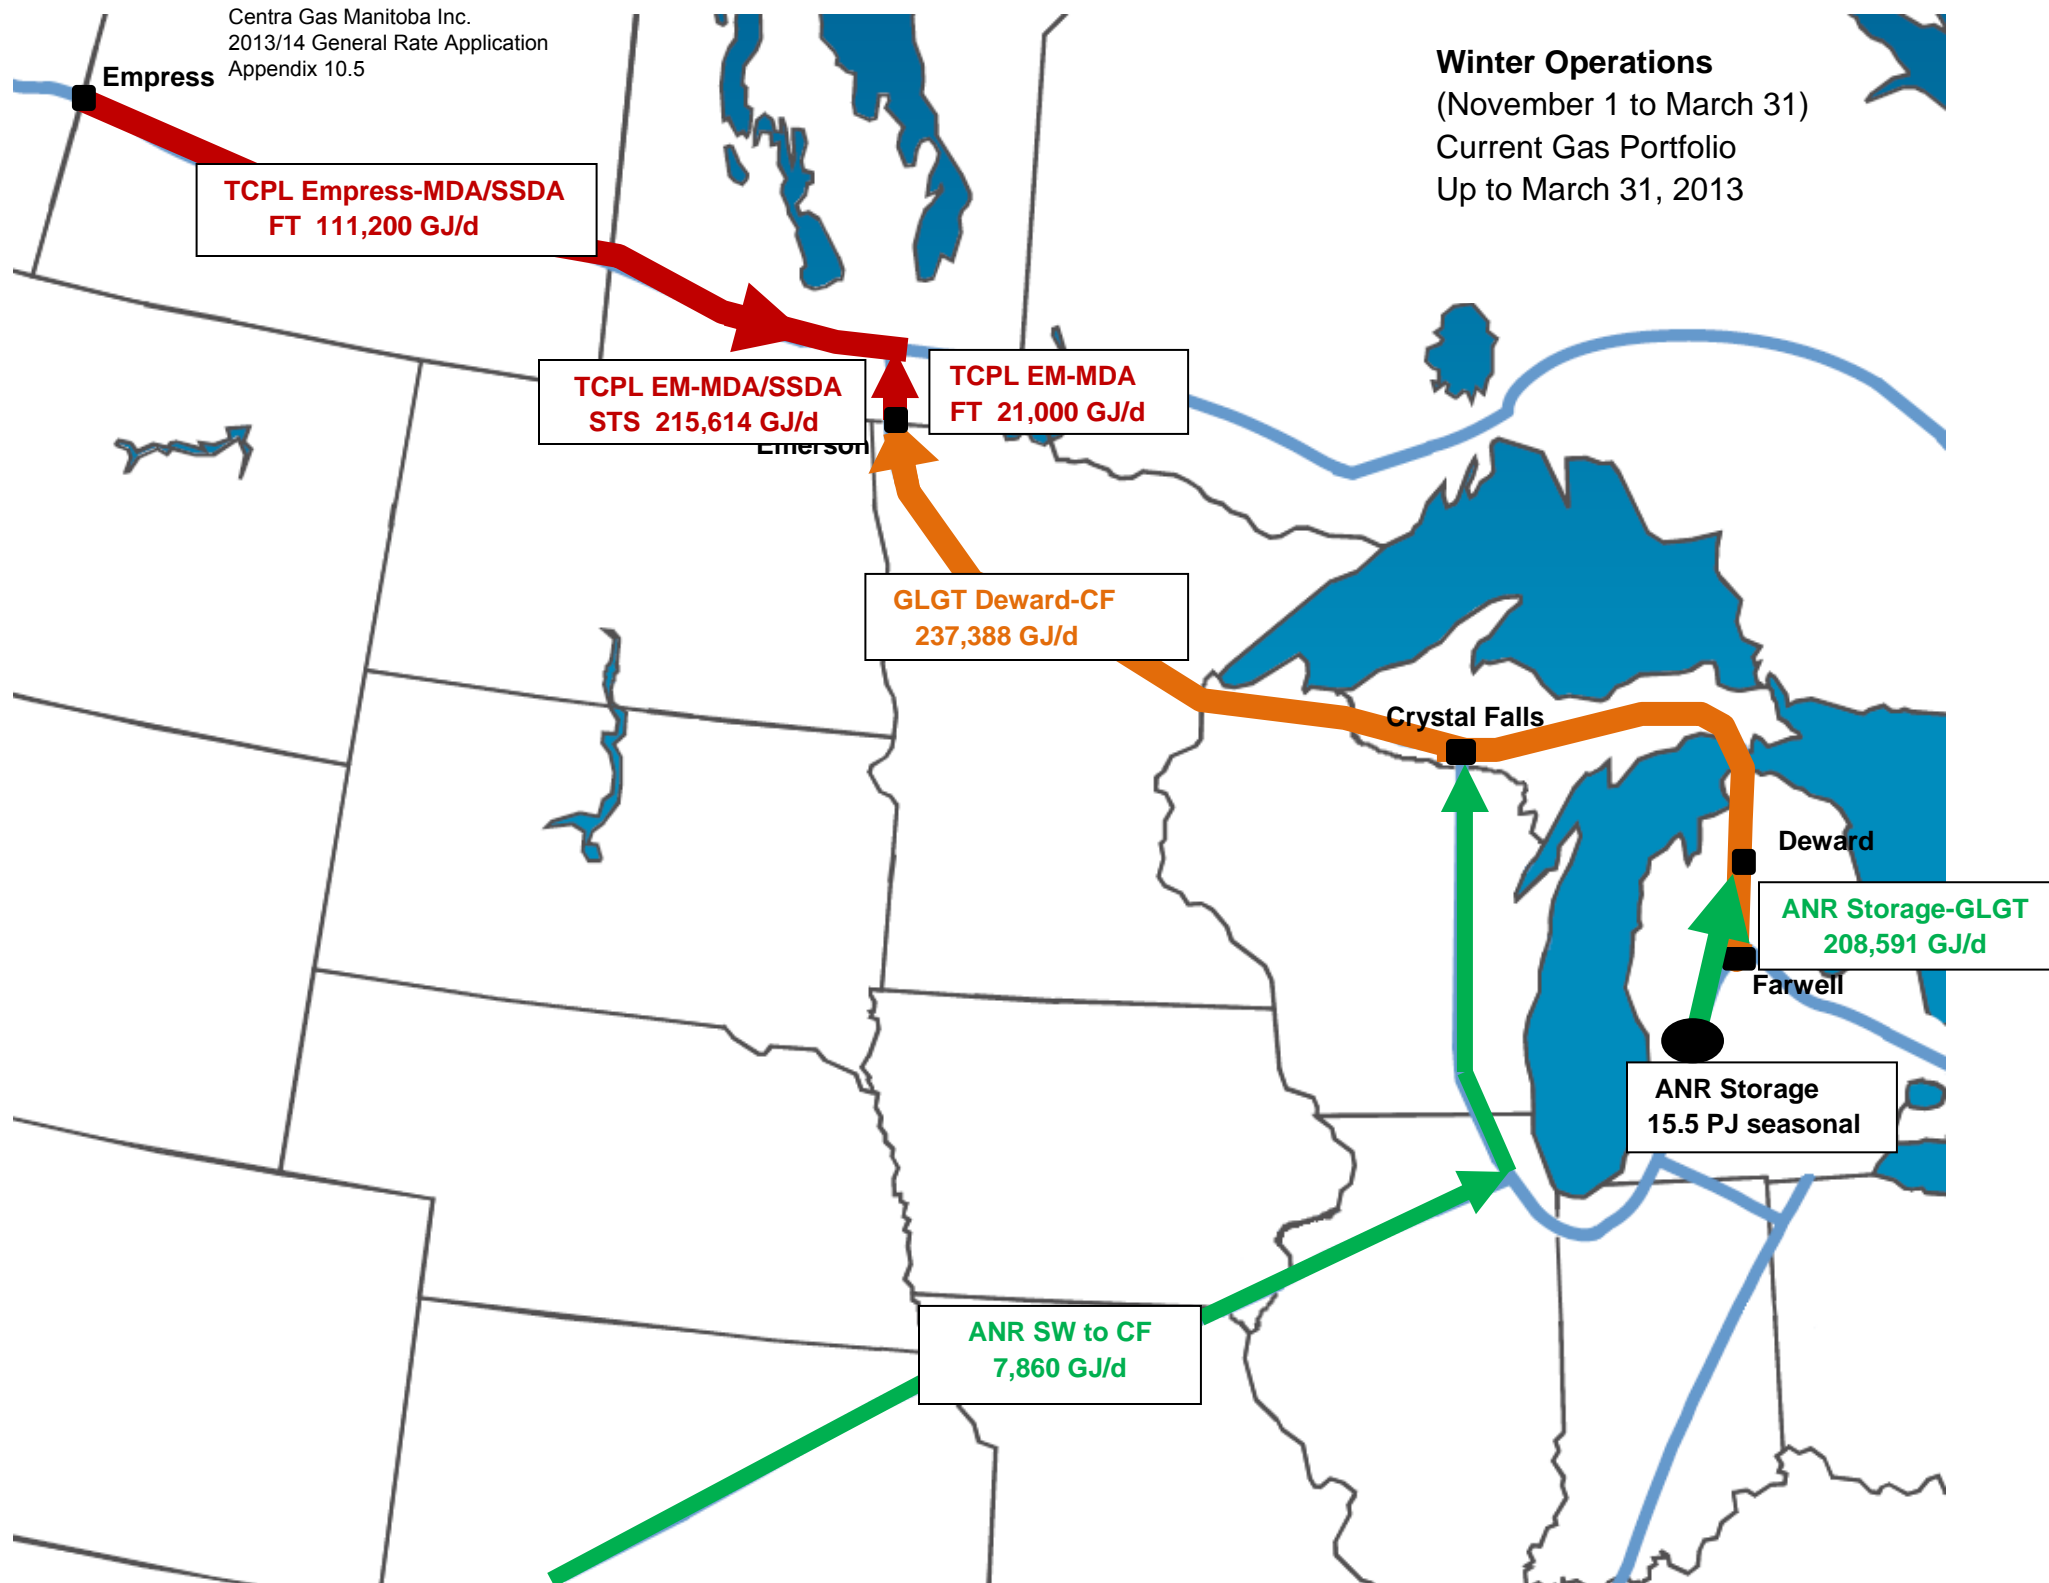 Centra Gas Manitoba Inc.
2013/14 General Rate Application
Appendix 10.5
Empress
Winter Operations
(November 1 to March 31)
Current Gas Portfolio
Up to March 31, 2013
TCPL Empress-MDA/SSDA
FT 111,200 GJ/d
TCPL EM-MDA/SSDA
STS 215,614 GJ/d
TCPL EM-MDA
FT 21,000 GJ/d
Emerson
GLGT Deward-CF
237,388 GJ/d
Crystal Falls
Deward
ANR Storage-GLGT
208,591 GJ/d
Farwell
ANR Storage
15.5 PJ seasonal
ANR SW to CF
7,860 GJ/d